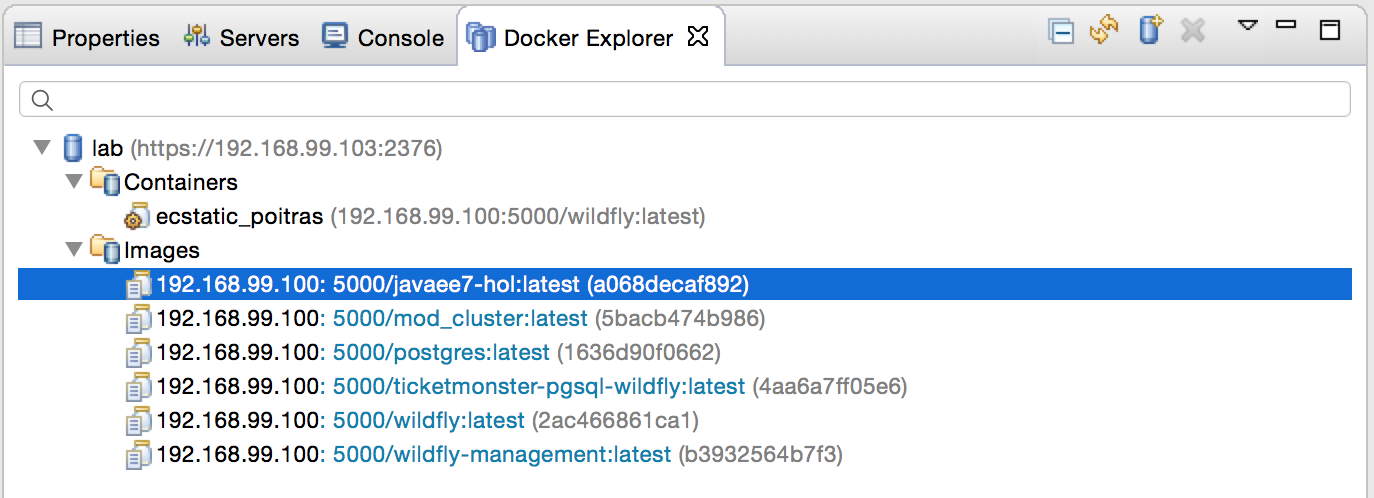 Properties Servers Console Docker Explorer
lab (https://192.168.99.103:2376)
Containers
ecstatic_poitras (192.168.99.100:5000/wildfly:latest)
Images
192.168.99.100: 5000/javaee7-hol:latest (a068decaf892)
192.168.99.100: 5000/mod_cluster:latest (5bacb474b986)
192.168.99.100: 5000/postgres:latest (1636d90f0662)
192.168.99.100: 5000/ticketmonster-pgsql-wildfly:latest (4aa6a7ff05e6)
192.168.99.100: 5000/wildfly:latest (2ac466861ca1)
192.168.99.100: 5000/wildfly-management:latest (b3932564b7f3)